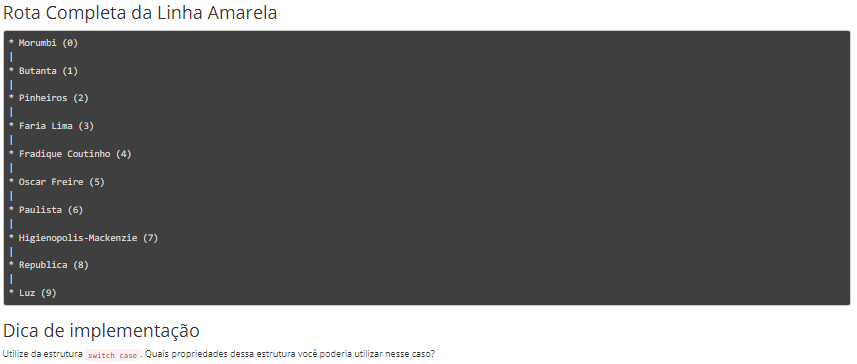 Rota Completa da Linha Amarela
* Morumbi (0)
|
* Butanta (1)
|
* Pinheiros (2)
|
* Faria Lima (3)
|
* Fradique Coutinho (4)
|
* Oscar Freire (5)
|
* Paulista (6)
|
* Higienopolis-Mackenzie (7)
|
* Republica (8)
|
* Luz (9)
Dica de implementação
Utilize da estrutura switch case. Quais propriedades dessa estrutura você poderia utilizar nesse caso?